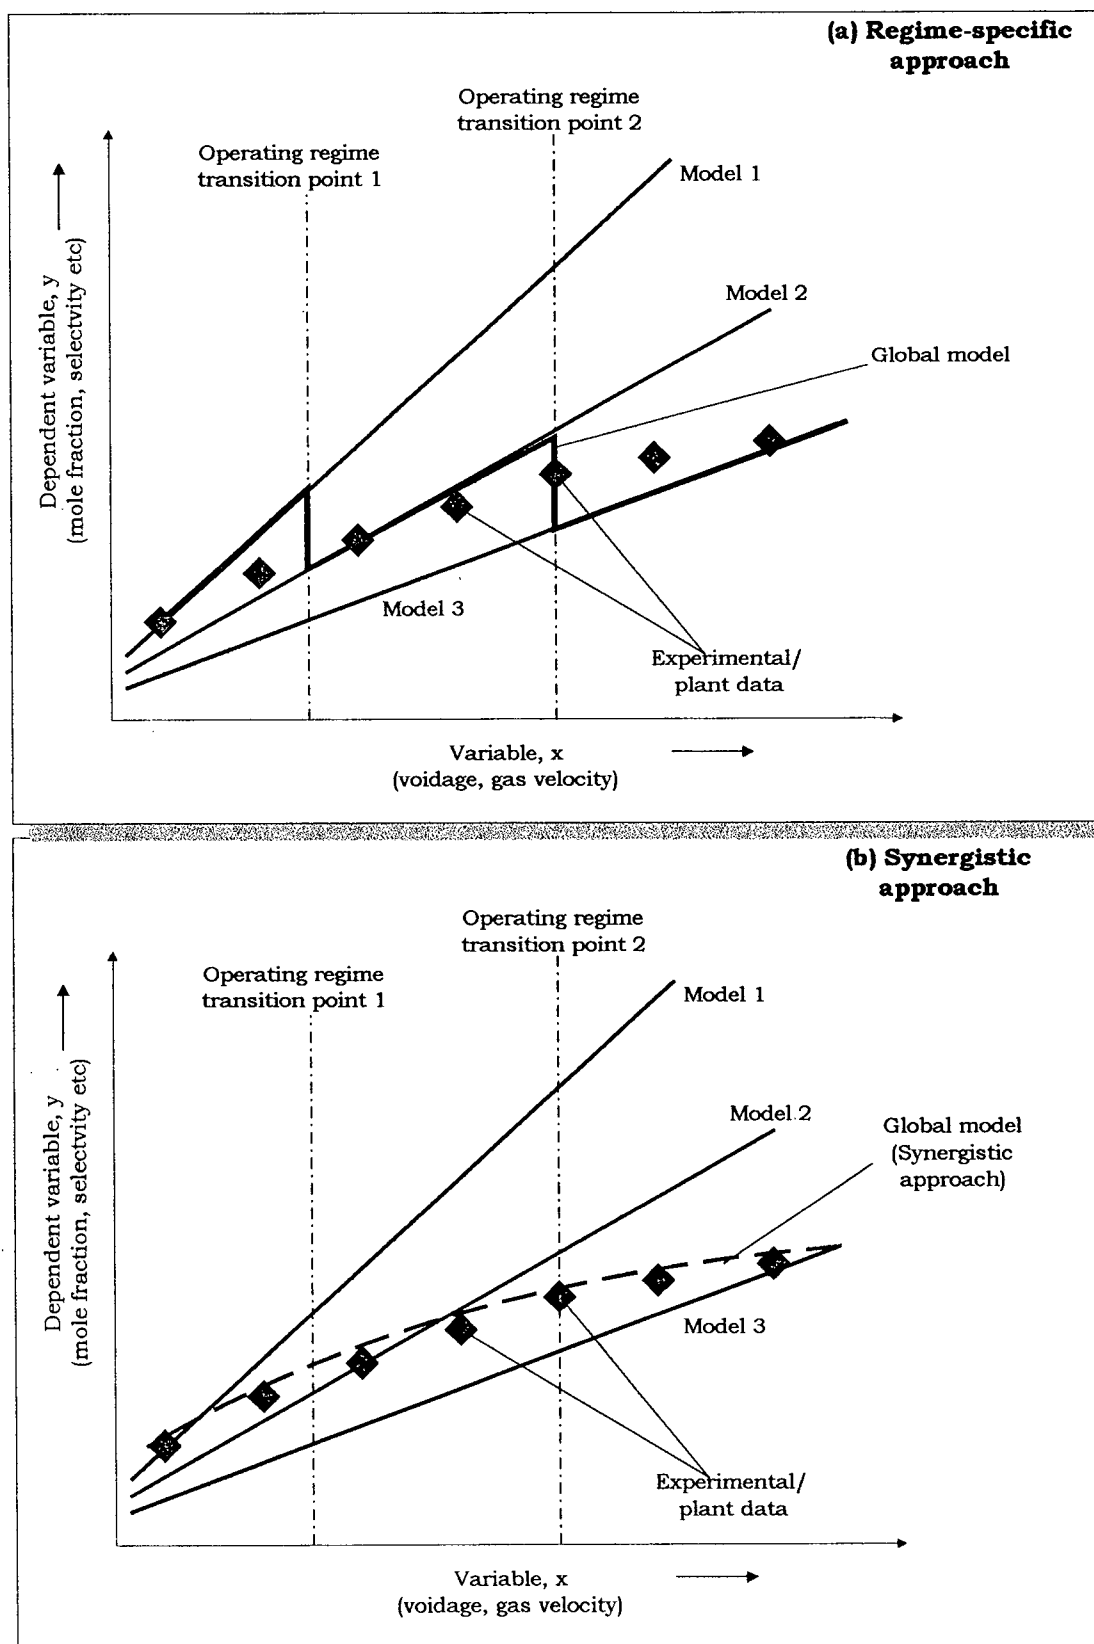 (a) Regime-specific
approach
Operating regime
transition point 2
Operating regime
transition point 1
Model 1
Model 2
Global model
Dependent variable, y
(mole fraction, selectvity etc)
Model 3
Experimental/
plant data
Variable, x
(voidage, gas velocity)
(b) Synergistic
approach
Operating regime
transition point 2
Operating regime
transition point 1
Model 1
Model 2
Global model
(Synergistic
approach)
Dependent variable, y
(mole fraction, selectvity etc)
Model 3
Experimental/
plant data
Variable, x
(voidage, gas velocity)